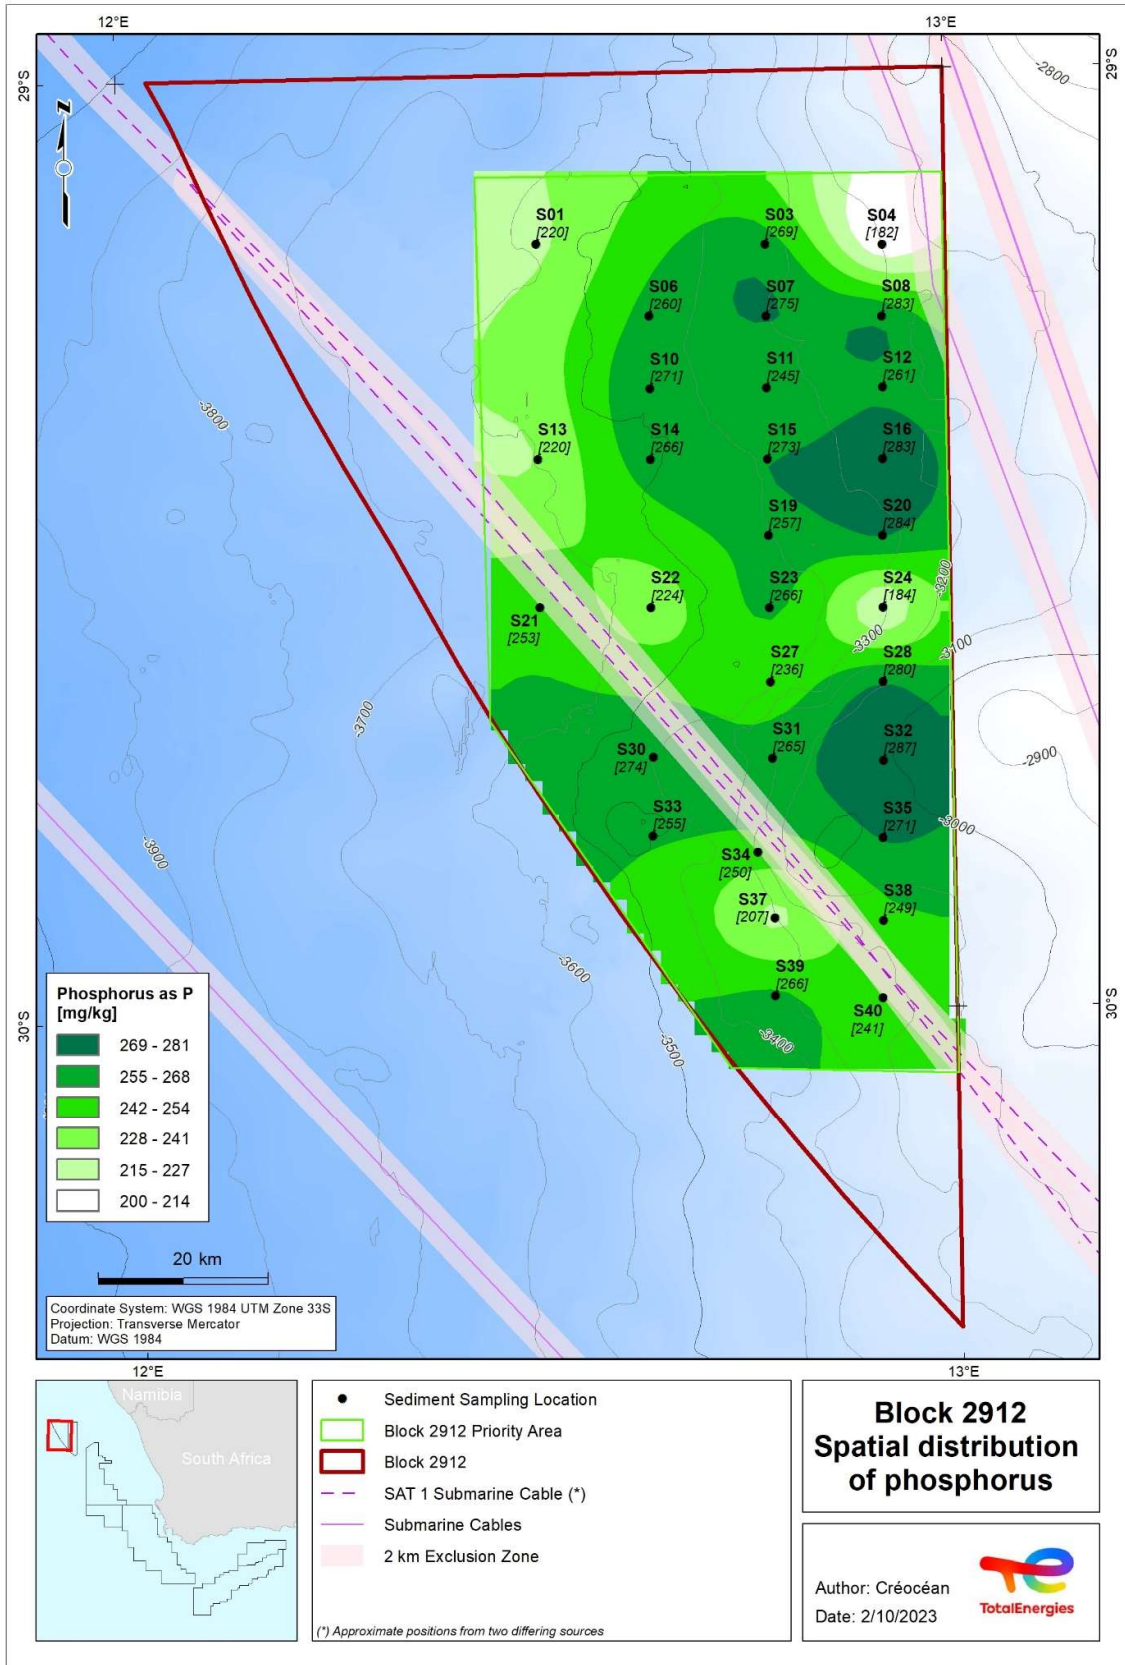 12°E
13°E
29°S
29°S
-2800
N
S01
[220]
S03
[269]
S04
[182]
S06
[260]
S07
[275]
S08
[283]
S10
[271]
S11
[245]
S12
[261]
-3800
S13
[220]
S14
[266]
S15
[273]
S16
[283]
S19
[257]
S20
[284]
S22
[224]
S23
[266]
S24
[184]
-3200
S21
[253]
-3300
-3100
S27
[236]
S28
[280]
-3700
S30
[274]
S31
[265]
S32
[287]
-2900
S33
[255]
S35
[271]
-3000
-3900
S34
[250]
S37
[207]
S38
[249]
-3600
S39
[266]
S40
[241]
30°S
30°S
-3500
-3400
Phosphorus as P
[mg/kg]
269 - 281
255 - 268
242 - 254
228 - 241
215 - 227
200 - 214
20 km
Coordinate System: WGS 1984 UTM Zone 33S
Projection: Transverse Mercator
Datum: WGS 1984
12°E
13°E
Namibia
South Africa
Sediment Sampling Location
Block 2912 Priority Area
Block 2912
SAT 1 Submarine Cable (*)
Submarine Cables
2 km Exclusion Zone
(*) Approximate positions from two differing sources
Block 2912
Spatial distribution
of phosphorus
Author: Créocéan
Date: 2/10/2023
TotalEnergies